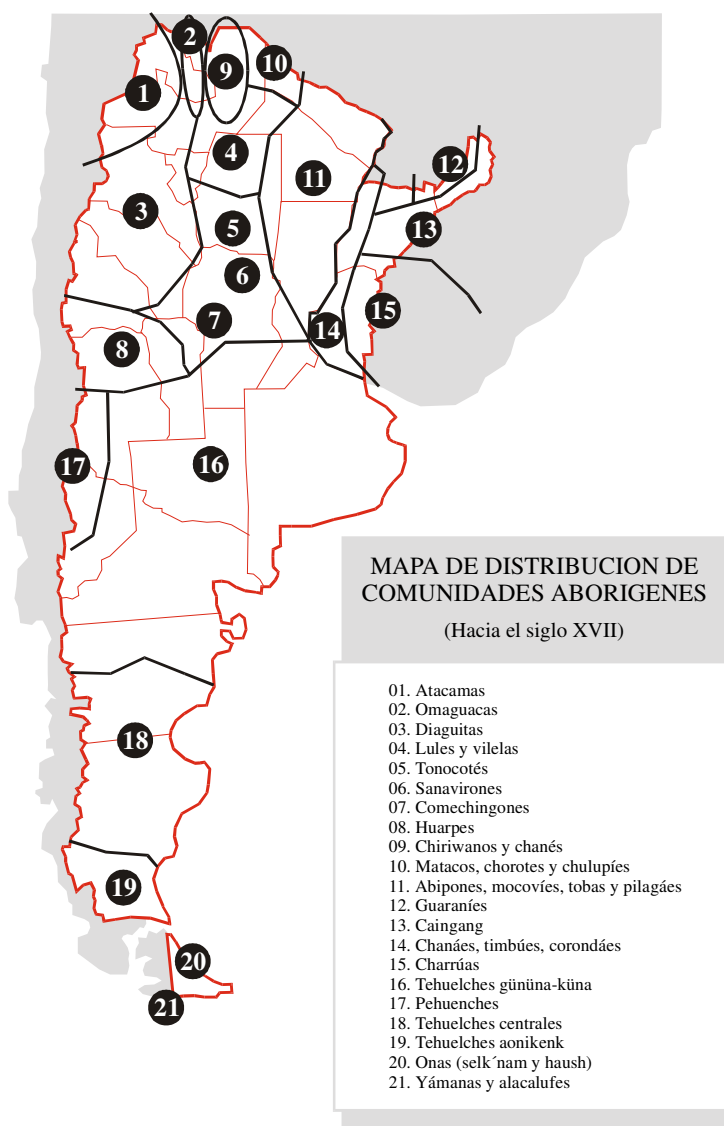 2
10
9
1
4
12
11
3
5
13
6
15
7
14
8
17
16
MAPA DE DISTRIBUCION DE
COMUNIDADES ABORIGENES
(Hacia el siglo XVII)
01. Atacamas
02. Omaguacas
03. Diaguitas
18
04. Lules y vilelas
05. Tonocotés
06. Sanavirones
07. Comechingones
08. Huarpes
09. Chiriwanos y chanés
10. Matacos, chorotes y chulupíes
19
11. Abipones, mocovíes, tobas y pilagáes
12. Guaraníes
13. Caingang
14. Chanáes, timbúes, corondáes
20
15. Charrúas
16. Tehuelches gününa-küna
21
17. Pehuenches
18. Tehuelches centrales
19. Tehuelches aonikenk
20. Onas (selk´nam y haush)
21. Yámanas y alacalufes